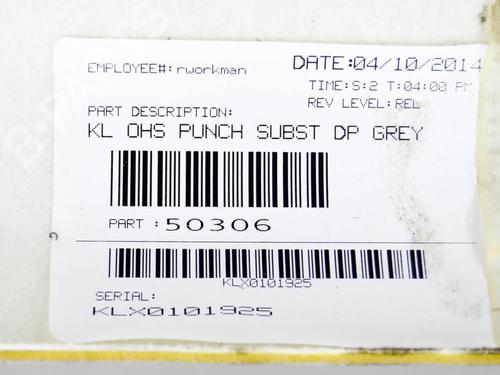 EMPLOYEE#: rworkman
DATE:04/10/2014
TIME:S:2 T:04:00 PM
REV LEVEL:REL
PART DESCRIPTION:
KL OHS PUNCH SUBST DP GREY
PART : 50306
KLX0101925
SERIAL:
KLX0101925